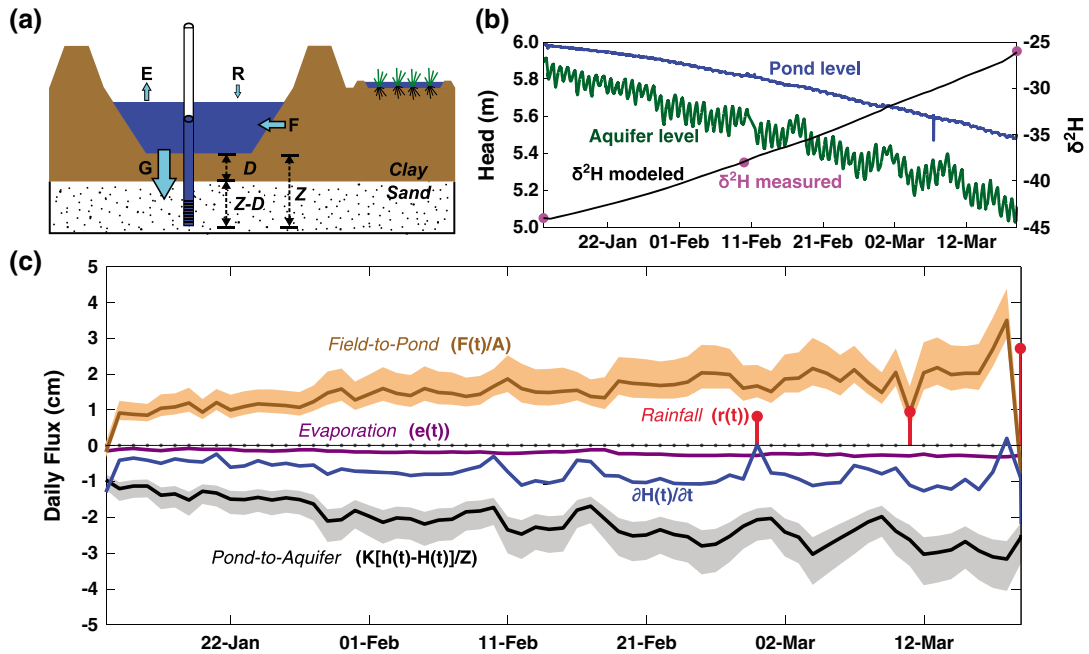 (a)
E
R
F
G
D
Z
Z-D
Clay
Sand
(b)
Head (m)
6.0
5.8
5.6
5.4
5.2
5.0
Pond level
Aquifer level
δ²H modeled
δ²H measured
-25
-30
-35
-40
-45
δ²H
22-Jan 01-Feb 11-Feb 21-Feb 02-Mar 12-Mar
(c)
Daily Flux (cm)
5
4
3
2
1
0
-1
-2
-3
-4
-5
Field-to-Pond (F(t)/A)
Rainfall (r(t))
Evaporation (e(t))
∂H(t)/∂t
Pond-to-Aquifer (K[h(t)-H(t)]/Z)
22-Jan 01-Feb 11-Feb 21-Feb 02-Mar 12-Mar